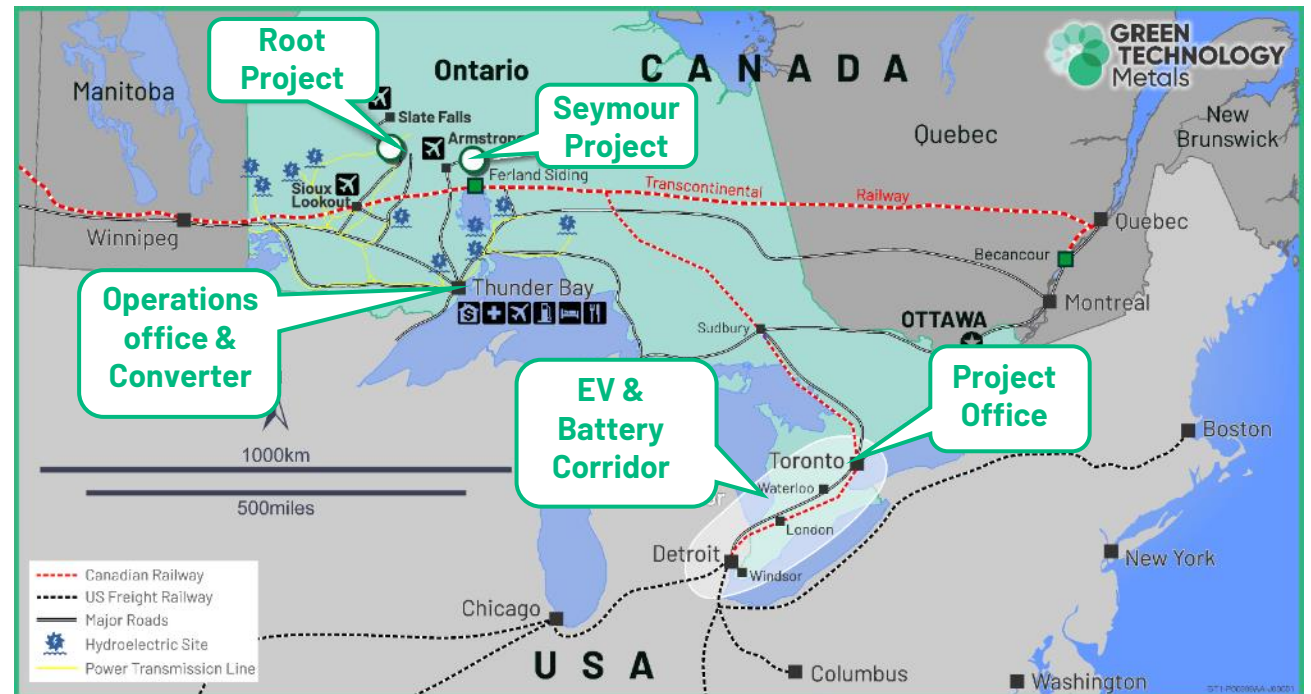 Root
Project
Ontario
CANADA
GREEN
TECHNOLOGY
Metals
Manitoba
Slate Falls
Armstrong
Seymour
Project
Quebec
New
Brunswick
Sioux
Lookout
Ferland Siding
Transcontinental
Railway
Winnipeg
Quebec
Becancour
Operations
office &
Converter
Thunder Bay
Montreal
Sudbury
OTTAWA
EV &
Battery
Corridor
Project
Office
1000km
500miles
Toronto
Waterloo
London
Boston
Detroit
Windsor
New York
Chicago
Canadian Railway
US Freight Railway
Major Roads
Hydroelectric Site
Power Transmission Line
USA
Columbus
Washington